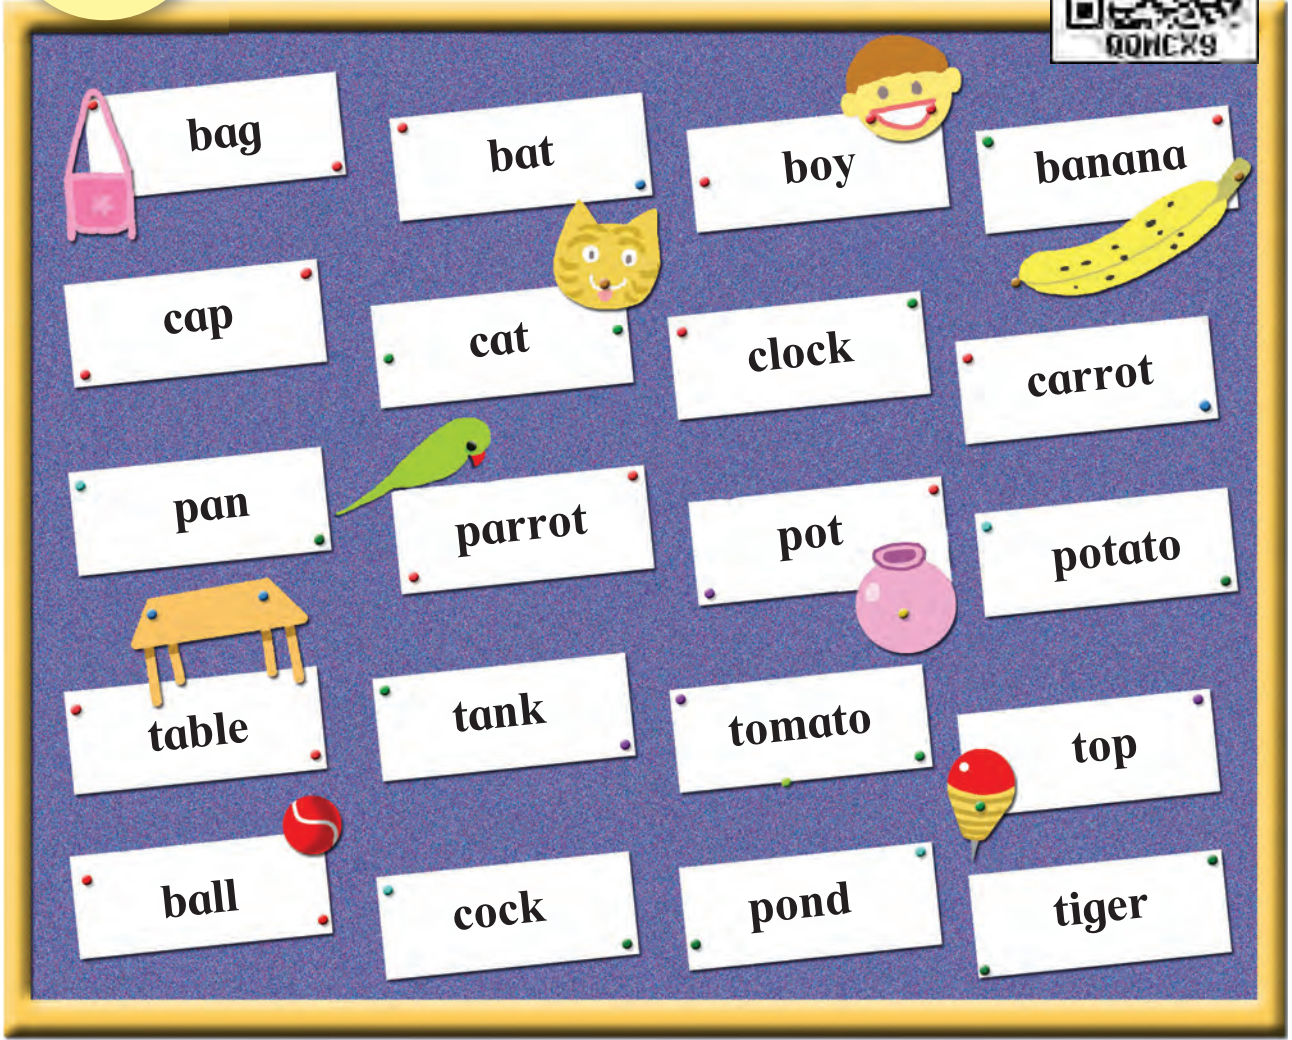 QQMCX9
bag
bat
boy
banana
cap
cat
clock
carrot
pan
parrot
pot
potato
table
tank
tomato
top
ball
cock
pond
tiger